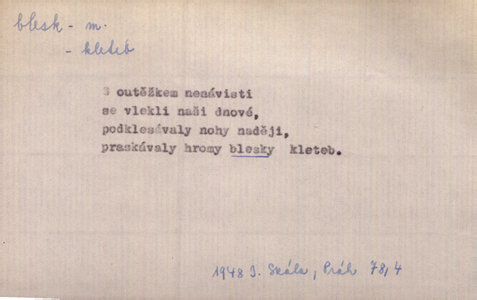 blesk - m.
- kleteb
S outěžkem nenávisti
se vlekli naši dnové,
podklesávaly nohy naději,
praskávaly hromy blesky kleteb.
1948 I. Skála, Práh 78,4